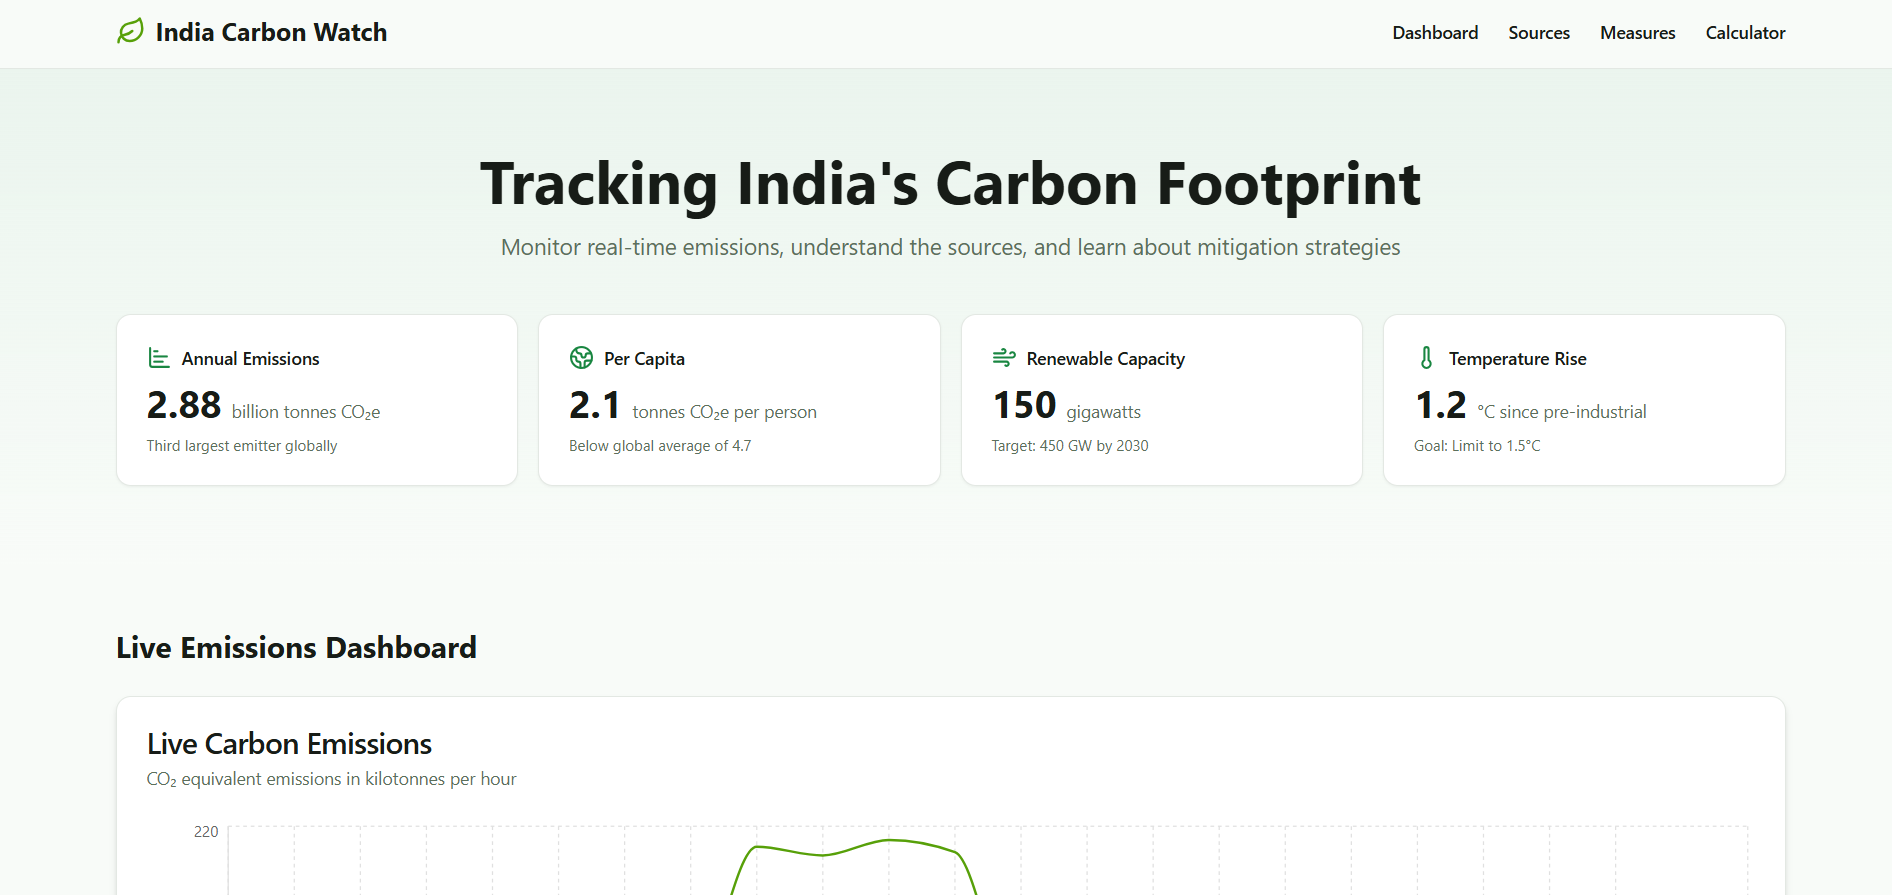 India Carbon Watch
Dashboard
Sources
Measures
Calculator
Tracking India's Carbon Footprint
Monitor real-time emissions, understand the sources, and learn about mitigation strategies
Annual Emissions
2.88 billion tonnes CO₂e
Third largest emitter globally
Per Capita
2.1 tonnes CO₂e per person
Below global average of 4.7
Renewable Capacity
150 gigawatts
Target: 450 GW by 2030
Temperature Rise
1.2 °C since pre-industrial
Goal: Limit to 1.5°C
Live Emissions Dashboard
Live Carbon Emissions
CO₂ equivalent emissions in kilotonnes per hour
220